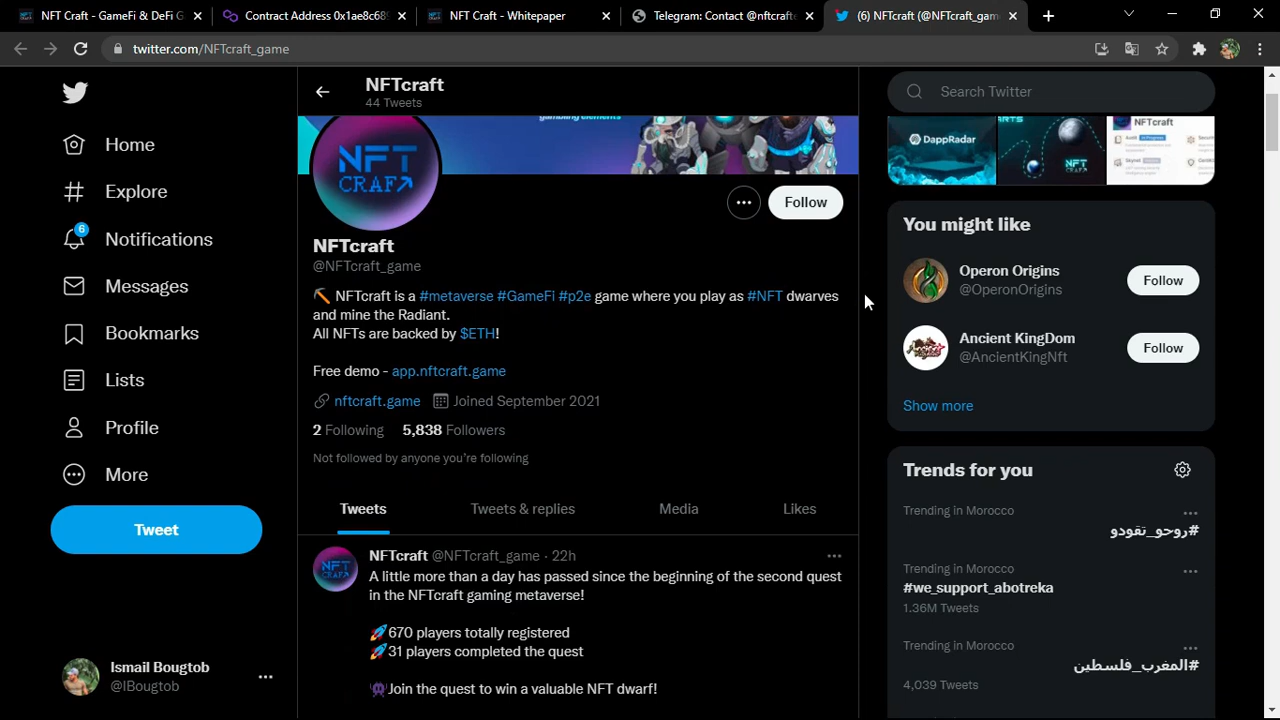 NFT Craft - GameFi & DeFi G
Contract Address 0x1ae8c689
NFT Craft - Whitepaper
Telegram: Contact @nftcrafte
(6) NFTcraft (@NFTcraft_gam
twitter.com/NFTcraft_game
Home
Explore
6
Notifications
Messages
Bookmarks
Lists
Profile
More
Tweet
Ismail Bougtob
@IBougtob
NFTcraft
44 Tweets
gambling elements
NFT
CRAF
Follow
NFTcraft
@NFTcraft_game
NFTcraft is a #metaverse #GameFi #p2e game where you play as #NFT dwarves
and mine the Radiant.
All NFTs are backed by $ETH!
Free demo - app.nftcraft.game
nftcraft.game Joined September 2021
2 Following 5,838 Followers
Not followed by anyone you're following
Tweets Tweets & replies Media Likes
NFTcraft @NFTcraft_game · 22h
A little more than a day has passed since the beginning of the second quest
in the NFTcraft gaming metaverse!
🚀670 players totally registered
🚀31 players completed the quest
👾Join the quest to win a valuable NFT dwarf!
Search Twitter
DappRadar
NFT
NFTcraft
You might like
Operon Origins
@OperonOrigins
Follow
Ancient KingDom
@AncientKingNft
Follow
Show more
Trends for you
Trending in Morocco
#روحو_تقودو
Trending in Morocco
#we_support_abotreka
1.36M Tweets
Trending in Morocco
#المغرب_فلسطين
4,039 Tweets